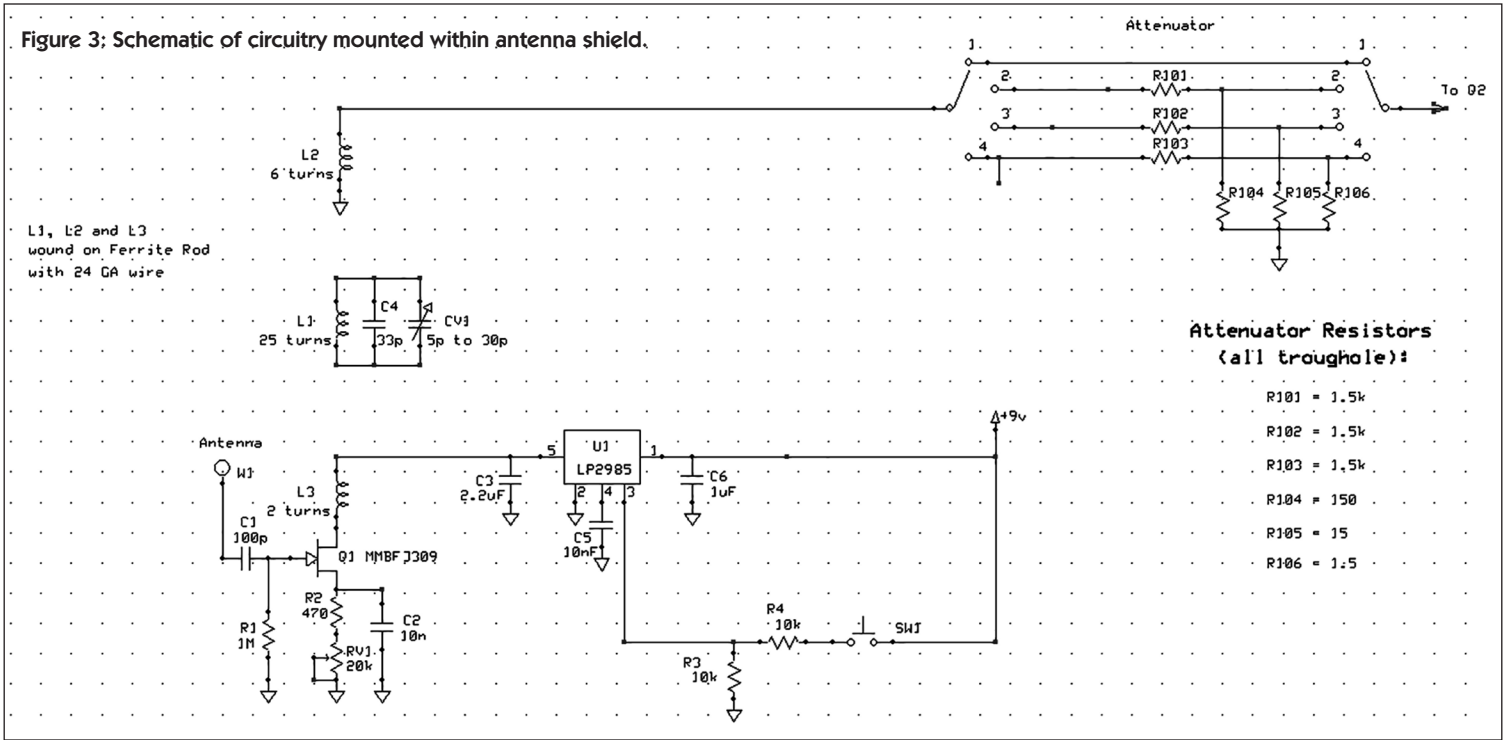 Figure 3; Schematic of circuitry mounted within antenna shield.
Attenuator
1
1
2
R101
2
To Q2
3
R102
3
4
R103
4
L2
6 turns
R104
R105
R106
L1, L2 and L3
wound on Ferrite Rod
with 24 GA wire
L1
25 turns
C4
33p
CV1
5p to 30p
Attenuator Resistors
(all troughole):
R101 = 1.5k
R102 = 1.5k
R103 = 1.5k
R104 = 150
R105 = 15
R106 = 1.5
+9v
Antenna
W1
L3
2 turns
C3
2.2uF
5
U1
LP2985
1
2
4
3
C6
1uF
C5
10nF
C1
100p
Q1 MMBFJ309
R1
1M
R2
470
RV1
20k
C2
10n
R4
10k
SW1
R3
10k